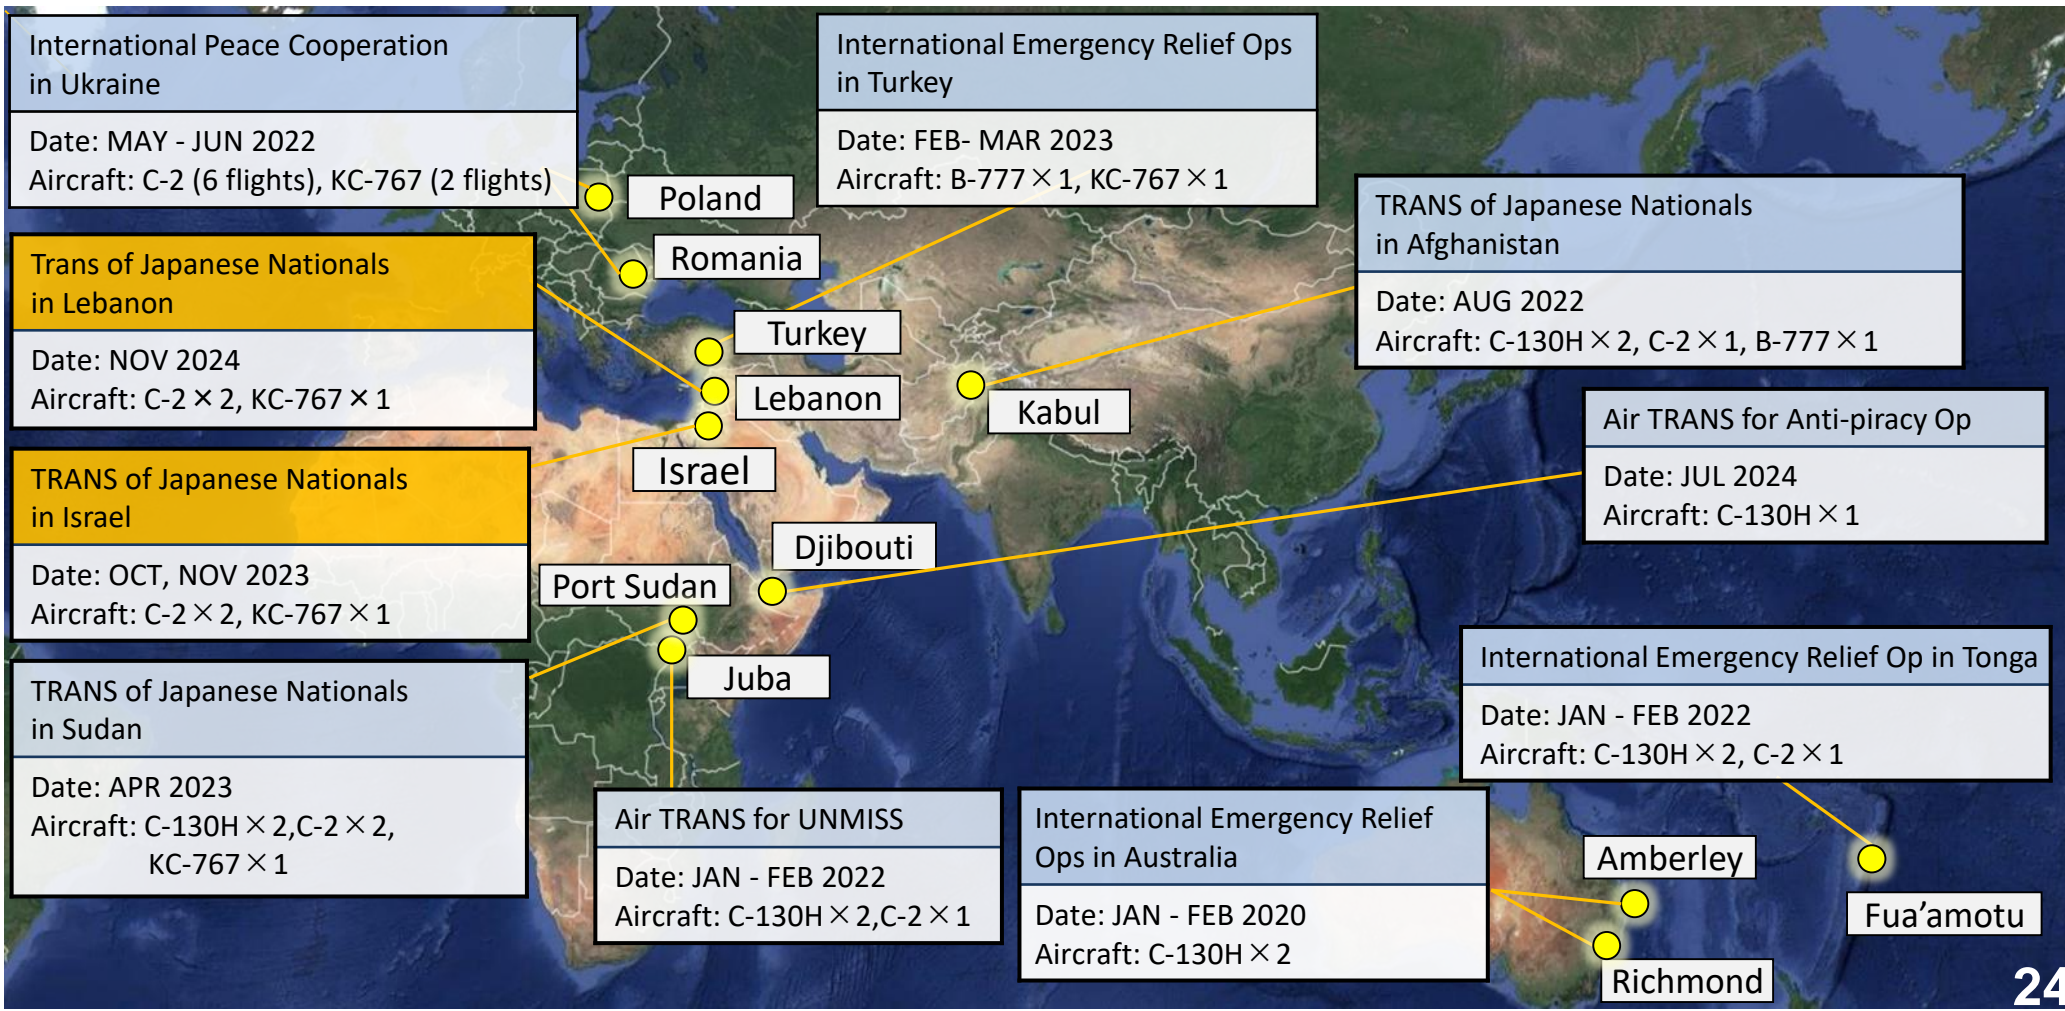 International Peace Cooperation
in Ukraine
Date: MAY - JUN 2022
Aircraft: C-2 (6 flights), KC-767 (2 flights)
International Emergency Relief Ops
in Turkey
Date: FEB- MAR 2023
Aircraft: B-777×1, KC-767×1
TRANS of Japanese Nationals
in Afghanistan
Date: AUG 2022
Aircraft: C-130H×2, C-2×1, B-777×1
Poland
Romania
Trans of Japanese Nationals
in Lebanon
Date: NOV 2024
Aircraft: C-2×2, KC-767×1
Turkey
Lebanon
Kabul
Israel
Air TRANS for Anti-piracy Op
Date: JUL 2024
Aircraft: C-130H×1
TRANS of Japanese Nationals
in Israel
Date: OCT, NOV 2023
Aircraft: C-2×2, KC-767×1
Djibouti
Port Sudan
Juba
International Emergency Relief Op in Tonga
Date: JAN - FEB 2022
Aircraft: C-130H×2, C-2×1
TRANS of Japanese Nationals
in Sudan
Date: APR 2023
Aircraft: C-130H×2,C-2×2,
KC-767×1
Air TRANS for UNMISS
Date: JAN - FEB 2022
Aircraft: C-130H×2,C-2×1
International Emergency Relief
Ops in Australia
Date: JAN - FEB 2020
Aircraft: C-130H×2
Amberley
Fua’amotu
Richmond
24